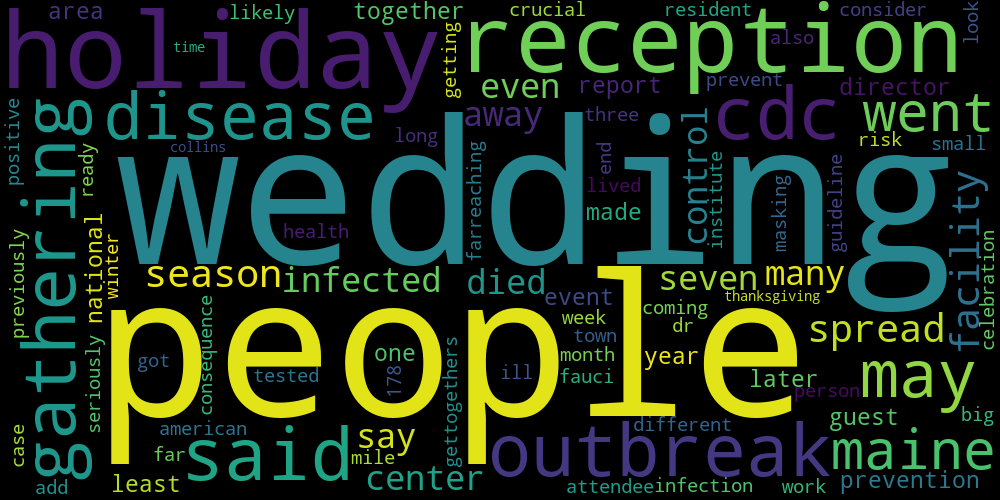 area likely together crucial resident consider
holiday time getting reception also look
even report prevent director
positive disease away three cdc went
long risk small
gathering ready collins wedding farreaching end control institute masking guideline
lived
made
health
facility
previously national winter season infected died seven many
event coming thanksgiving celebration
week dr spread
people town
seriously consequence got one month year may
tested 178 gettogethers ill fauci later person
different guest big
american say outbreak maine
case far said mile
add least center attendee infection work prevention